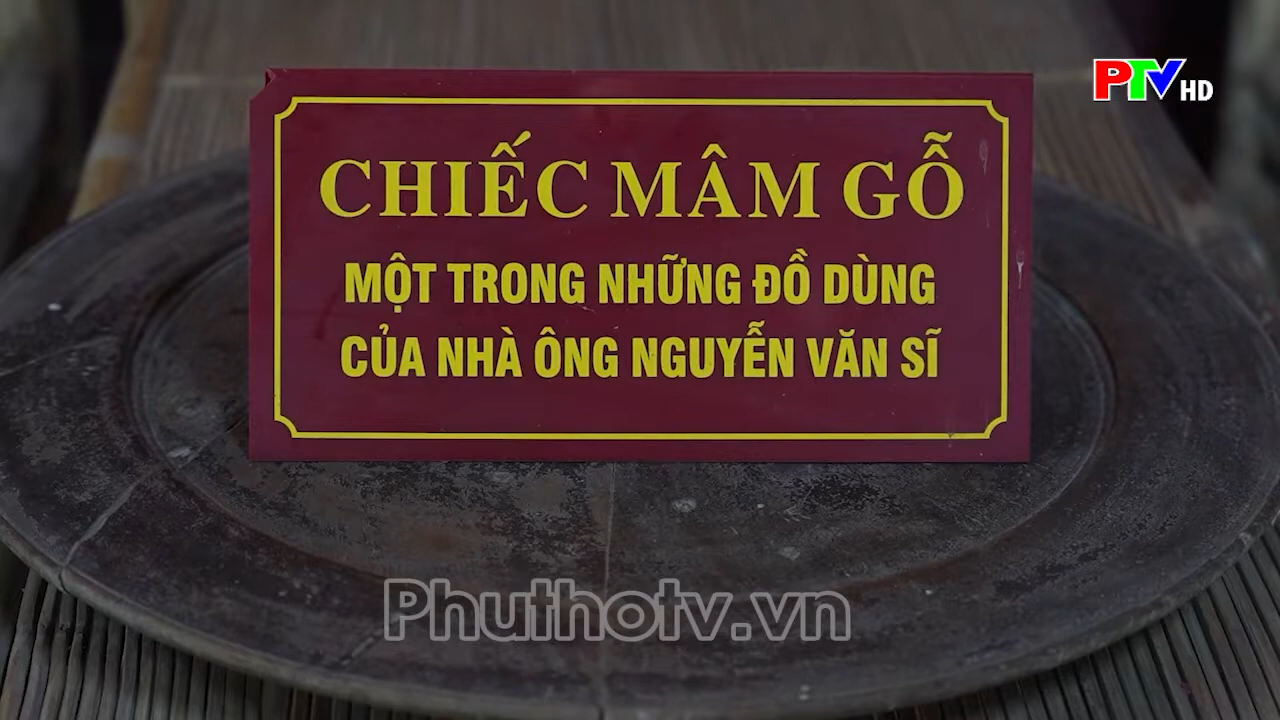 PTV HD
CHIẾC MÂM GỖ
MỘT TRONG NHỮNG ĐỒ DÙNG
CỦA NHÀ ÔNG NGUYỄN VĂN SĨ
Phuthotv.vn